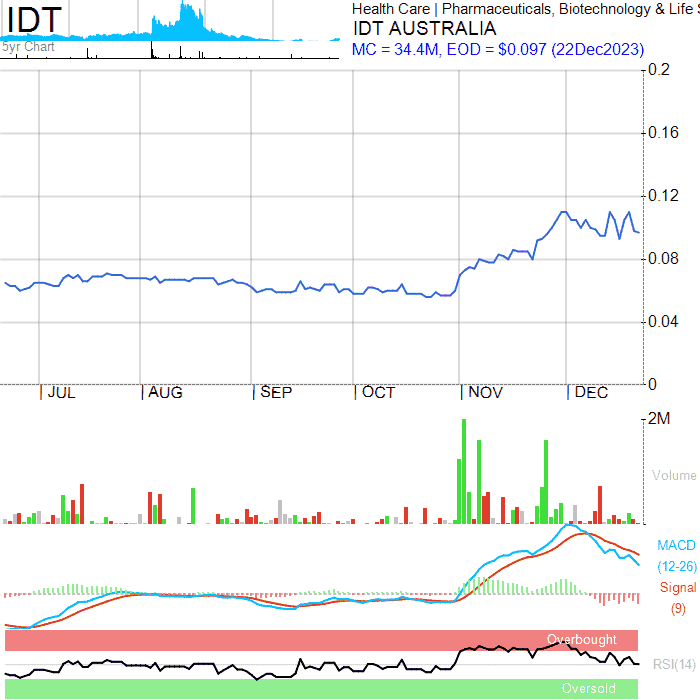 IDT
5yr Chart
Health Care | Pharmaceuticals, Biotechnology & Life
IDT AUSTRALIA
MC = 34.4M, EOD = $0.097 (22Dec2023)
0.2
0.16
0.12
0.08
0.04
0
JUL AUG SEP OCT NOV DEC
2M
Volume
MACD
(12-26)
Signal
(9)
Overbought
RSI(14)
Oversold